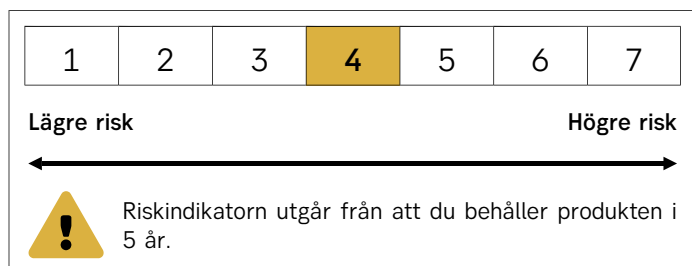 1 2 3 4 5 6 7
Lägre risk Högre risk
Riskindikatorn utgår från att du behåller produkten i
5 år.